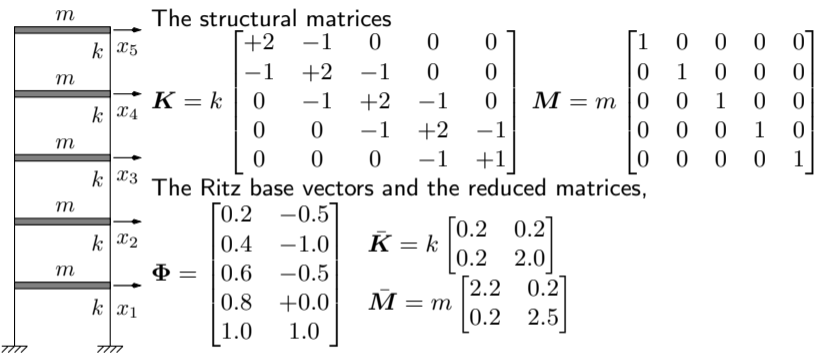 The structural matrices
m
k x₅
m
k x₄
m
k x₃
m
k x₂
m
k x₁
K = k [+2 −1 0 0 0
−1 +2 −1 0 0
0 −1 +2 −1 0
0 0 −1 +2 −1
0 0 0 −1 +1]
M = m [1 0 0 0 0
0 1 0 0 0
0 0 1 0 0
0 0 0 1 0
0 0 0 0 1]
The Ritz base vectors and the reduced matrices,
Φ = [0.2 −0.5
0.4 −1.0
0.6 −0.5
0.8 +0.0
1.0 1.0]
K̄ = k [0.2 0.2
0.2 2.0]
M̄ = m [2.2 0.2
0.2 2.5]